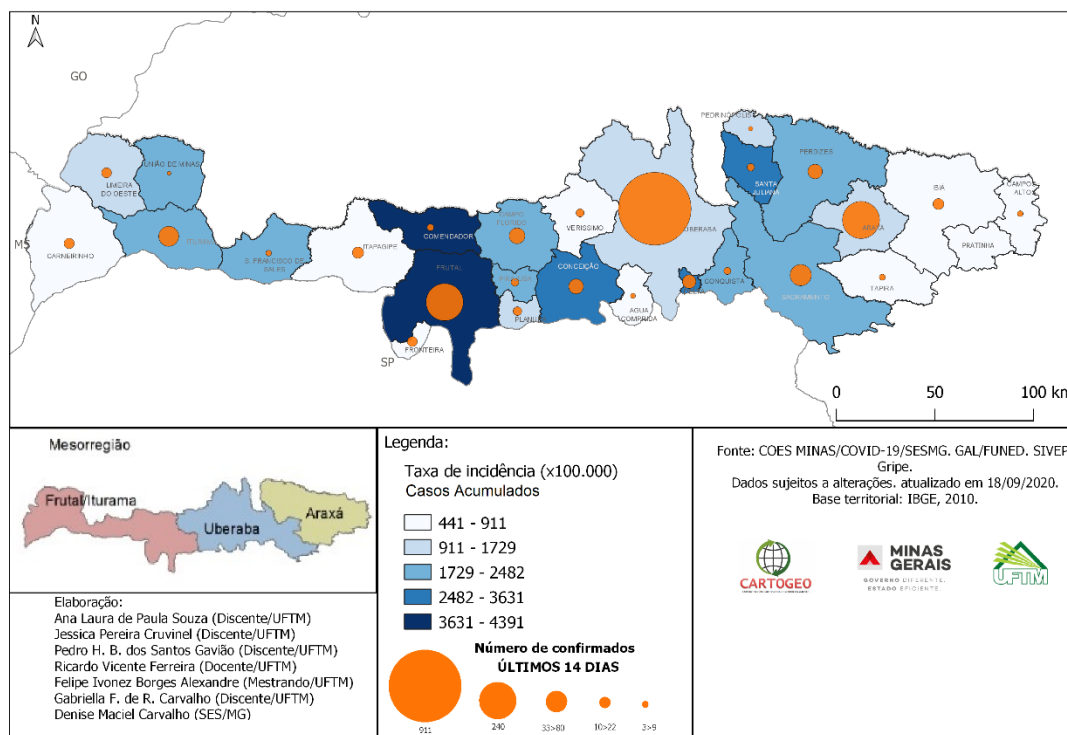 N
GO
PEDRINÓPOLIS
UNIÃO DE MINAS
LIMEIRA
DO OESTE
PERDIZES
SANTA
JULIANA
IBIÁ
CAMPOS
ALTOS
CAMPO
FLORIDO
COMENDADOR
VERISSIMO
UBERABA
ARAXÁ
MS
CARNEIRINHO
ITURAMA
S. FRANCISCO DE
SALES
ITAPAGIPE
PRATINHA
FRUTAL
CONCEIÇÃO
CONQUISTA
TAPIRA
PIRAJUBA
DELTA
SACRAMENTO
PLANURA
AGUA
COMPRIDA
FRONTEIRA
SP
0 50 100 km
Mesorregião
Frutal/Iturama
Uberaba
Araxá
Elaboração:
Ana Laura de Paula Souza (Discente/UFTM)
Jessica Pereira Cruvinel (Discente/UFTM)
Pedro H. B. dos Santos Gavião (Discente/UFTM)
Ricardo Vicente Ferreira (Docente/UFTM)
Felipe Ivonez Borges Alexandre (Mestrando/UFTM)
Gabriella F. de R. Carvalho (Discente/UFTM)
Denise Maciel Carvalho (SES/MG)
Legenda:
Taxa de incidência (x100.000)
Casos Acumulados
441 - 911
911 - 1729
1729 - 2482
2482 - 3631
3631 - 4391
Número de confirmados
ÚLTIMOS 14 DIAS
911
240
33>80
10>22
3>9
Fonte: COES MINAS/COVID-19/SESMG. GAL/FUNED. SIVEP
Gripe.
Dados sujeitos a alterações. atualizado em 18/09/2020.
Base territorial: IBGE, 2010.
CARTOGEO
MINAS
GERAIS
GOVERNO DIFERENTE.
ESTADO EFICIENTE.
UFTM